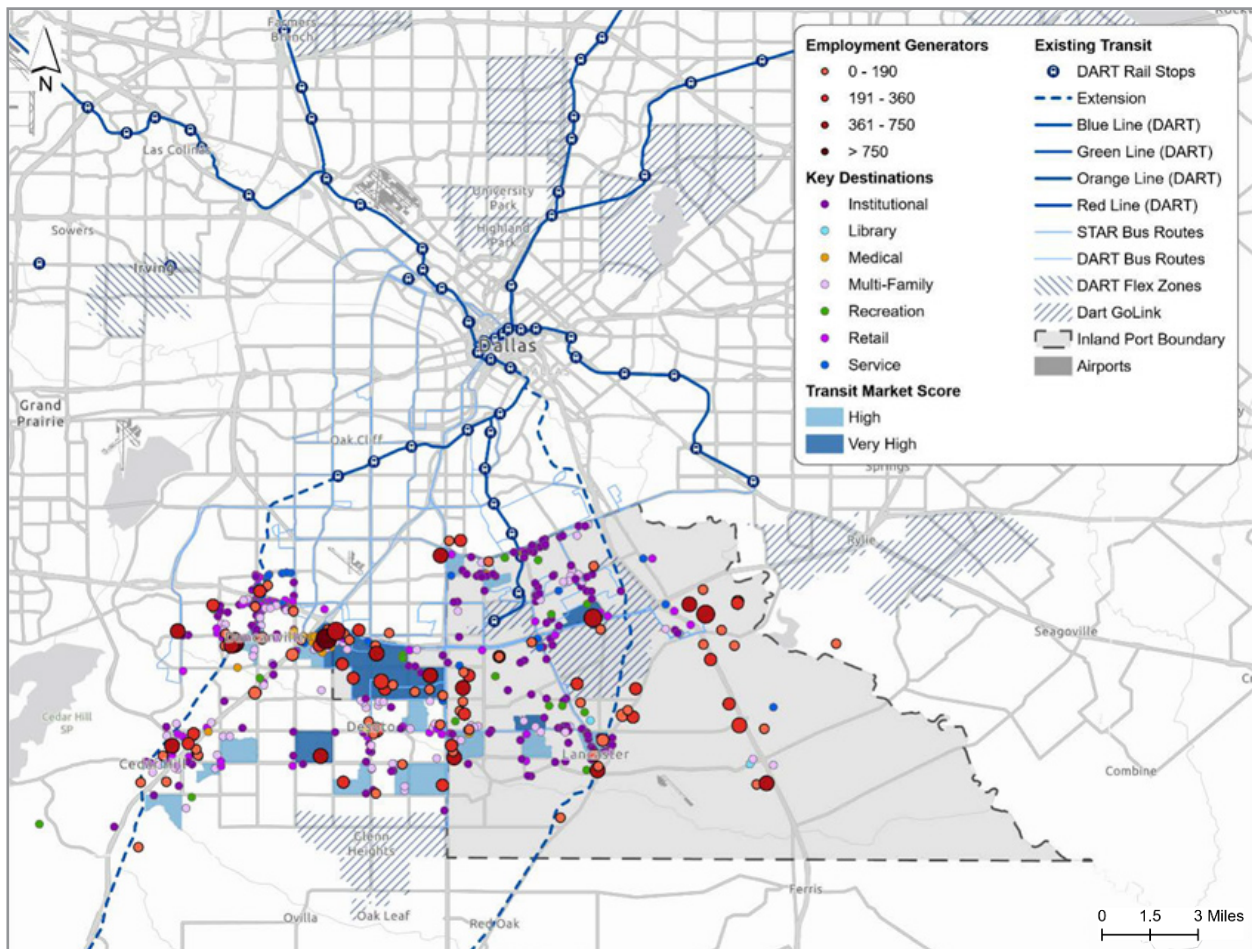 Farmers
Branch
N
Las Colin
University
Park
Highland
Park
Sowers
Irving
Dallas
Grand
Prairie
Oak Cliff
Springs
Rylie
Seagoville
Cedar Hill
SP
DeSoto
Lancaster
Cedar Hill
Combine
Glenn
Heights
Ferris
Ovilla
Oak Leaf
Red Oak
Employment Generators
0 - 190
191 - 360
361 - 750
> 750
Key Destinations
Institutional
Library
Medical
Multi-Family
Recreation
Retail
Service
Transit Market Score
High
Very High
Existing Transit
DART Rail Stops
Extension
Blue Line (DART)
Green Line (DART)
Orange Line (DART)
Red Line (DART)
STAR Bus Routes
DART Bus Routes
DART Flex Zones
Dart GoLink
Inland Port Boundary
Airports
0 1.5 3 Miles